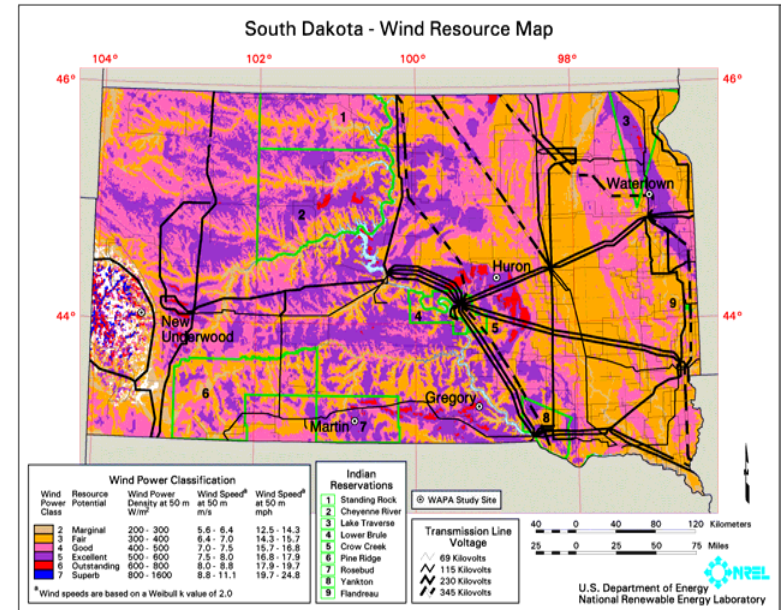 South Dakota - Wind Resource Map
104° 102° 100° 98°
46° 46°
1
3
Watertown
2
Huron
9
44° 44°
New
Underwood
4
5
6
Gregory
8
Martin 7
Wind Power Classification
Wind Power Class Resource Potential Wind Power Density at 50 m W/m² Wind Speedª at 50 m m/s Wind Speedª at 50 m mph
2 Marginal 200 - 300 5.6 - 6.4 12.5 - 14.3
3 Fair 300 - 400 6.4 - 7.0 14.3 - 15.7
4 Good 400 - 500 7.0 - 7.5 15.7 - 16.8
5 Excellent 500 - 600 7.5 - 8.0 16.8 - 17.9
6 Outstanding 600 - 800 8.0 - 8.8 17.9 - 19.7
7 Superb 800 - 1600 8.8 - 11.1 19.7 - 24.8
ª Wind speeds are based on a Weibull k value of 2.0
Indian
Reservations
1 Standing Rock
2 Cheyenne River
3 Lake Traverse
4 Lower Brule
5 Crow Creek
6 Pine Ridge
7 Rosebud
8 Yankton
9 Flandreau
WAPA Study Site
Transmission Line
Voltage
69 Kilovolts
115 Kilovolts
230 Kilovolts
345 Kilovolts
40 0 40 80 120 Kilometers
25 0 25 50 75 Miles
NREL
U.S. Department of Energy
National Renewable Energy Laboratory